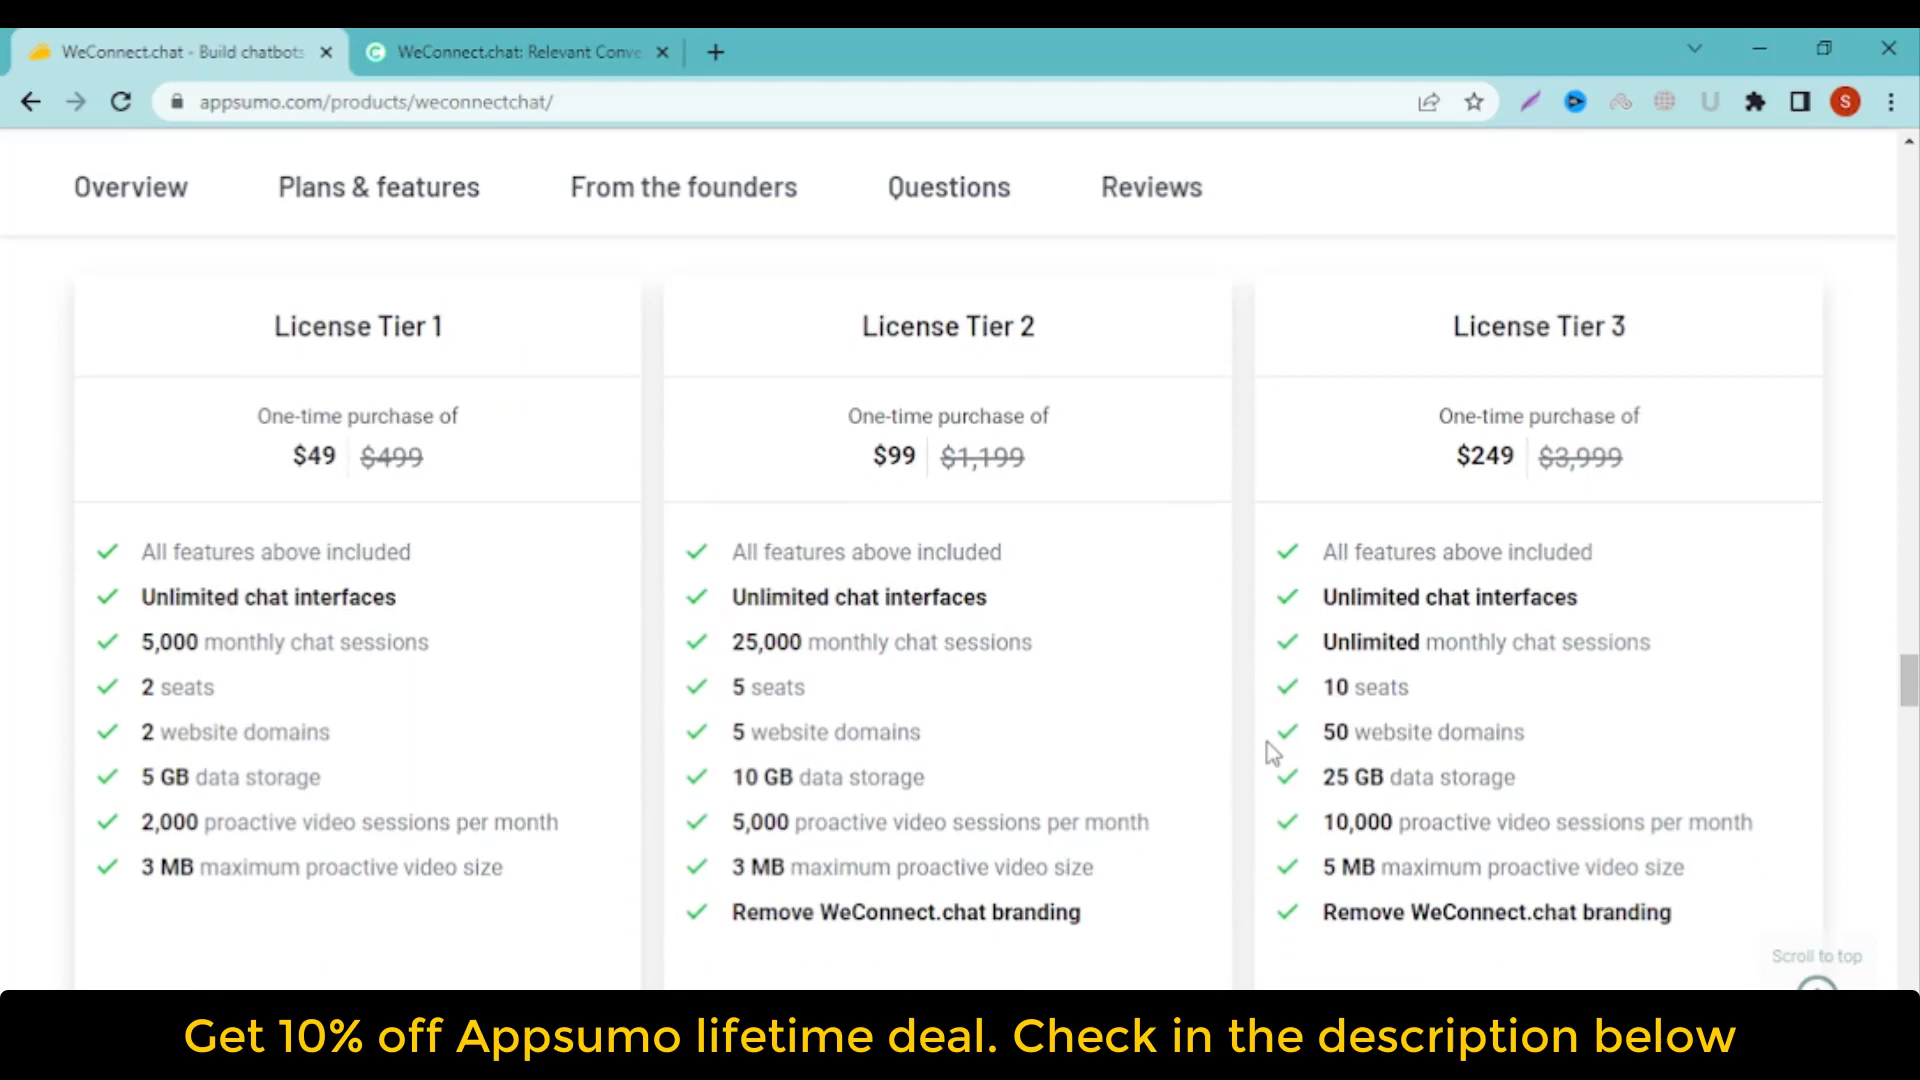 WeConnect.chat - Build chatbots
WeConnect.chat: Relevant Conve
appsumo.com/products/weconnectchat/
S
Overview
Plans & features
From the founders
Questions
Reviews
License Tier 1
One-time purchase of
$49 $499
All features above included
Unlimited chat interfaces
5,000 monthly chat sessions
2 seats
2 website domains
5 GB data storage
2,000 proactive video sessions per month
3 MB maximum proactive video size
License Tier 2
One-time purchase of
$99 $1,199
All features above included
Unlimited chat interfaces
25,000 monthly chat sessions
5 seats
5 website domains
10 GB data storage
5,000 proactive video sessions per month
3 MB maximum proactive video size
Remove WeConnect.chat branding
License Tier 3
One-time purchase of
$249 $3,999
All features above included
Unlimited chat interfaces
Unlimited monthly chat sessions
10 seats
50 website domains
25 GB data storage
10,000 proactive video sessions per month
5 MB maximum proactive video size
Remove WeConnect.chat branding
Scroll to top
Get 10% off Appsumo lifetime deal. Check in the description below